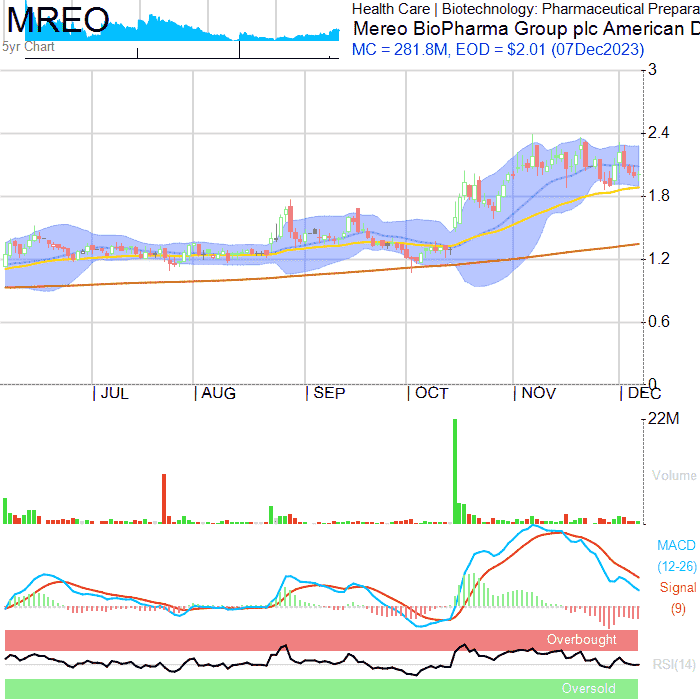 MREO
5yr Chart
Health Care | Biotechnology: Pharmaceutical Prepara
Mereo BioPharma Group plc American D
MC = 281.8M, EOD = $2.01 (07Dec2023)
3
2.4
1.8
1.2
0.6
0
JUL
AUG
SEP
OCT
NOV
DEC
22M
Volume
MACD
(12-26)
Signal
(9)
Overbought
RSI(14)
Oversold